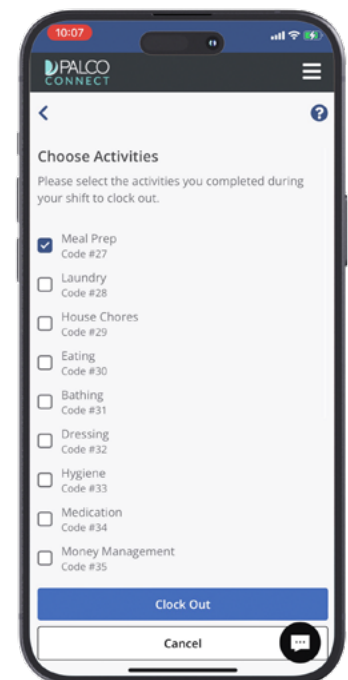 10:07
PALCO
CONNECT
Choose Activities
Please select the activities you completed during
your shift to clock out.
Meal Prep
Code #27
Laundry
Code #28
House Chores
Code #29
Eating
Code #30
Bathing
Code #31
Dressing
Code #32
Hygiene
Code #33
Medication
Code #34
Money Management
Code #35
Clock Out
Cancel